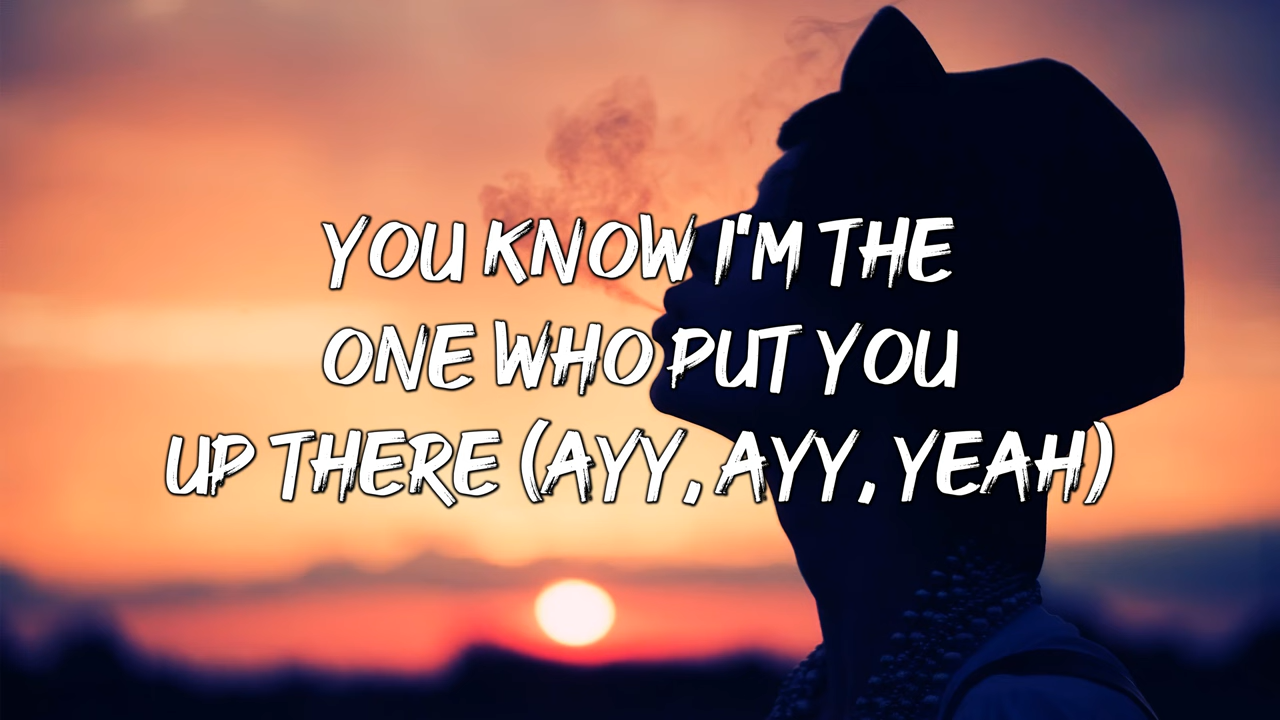 YOU KNOW I'M THE
ONE WHO PUT YOU
UP THERE (AYY, AYY, YEAH)